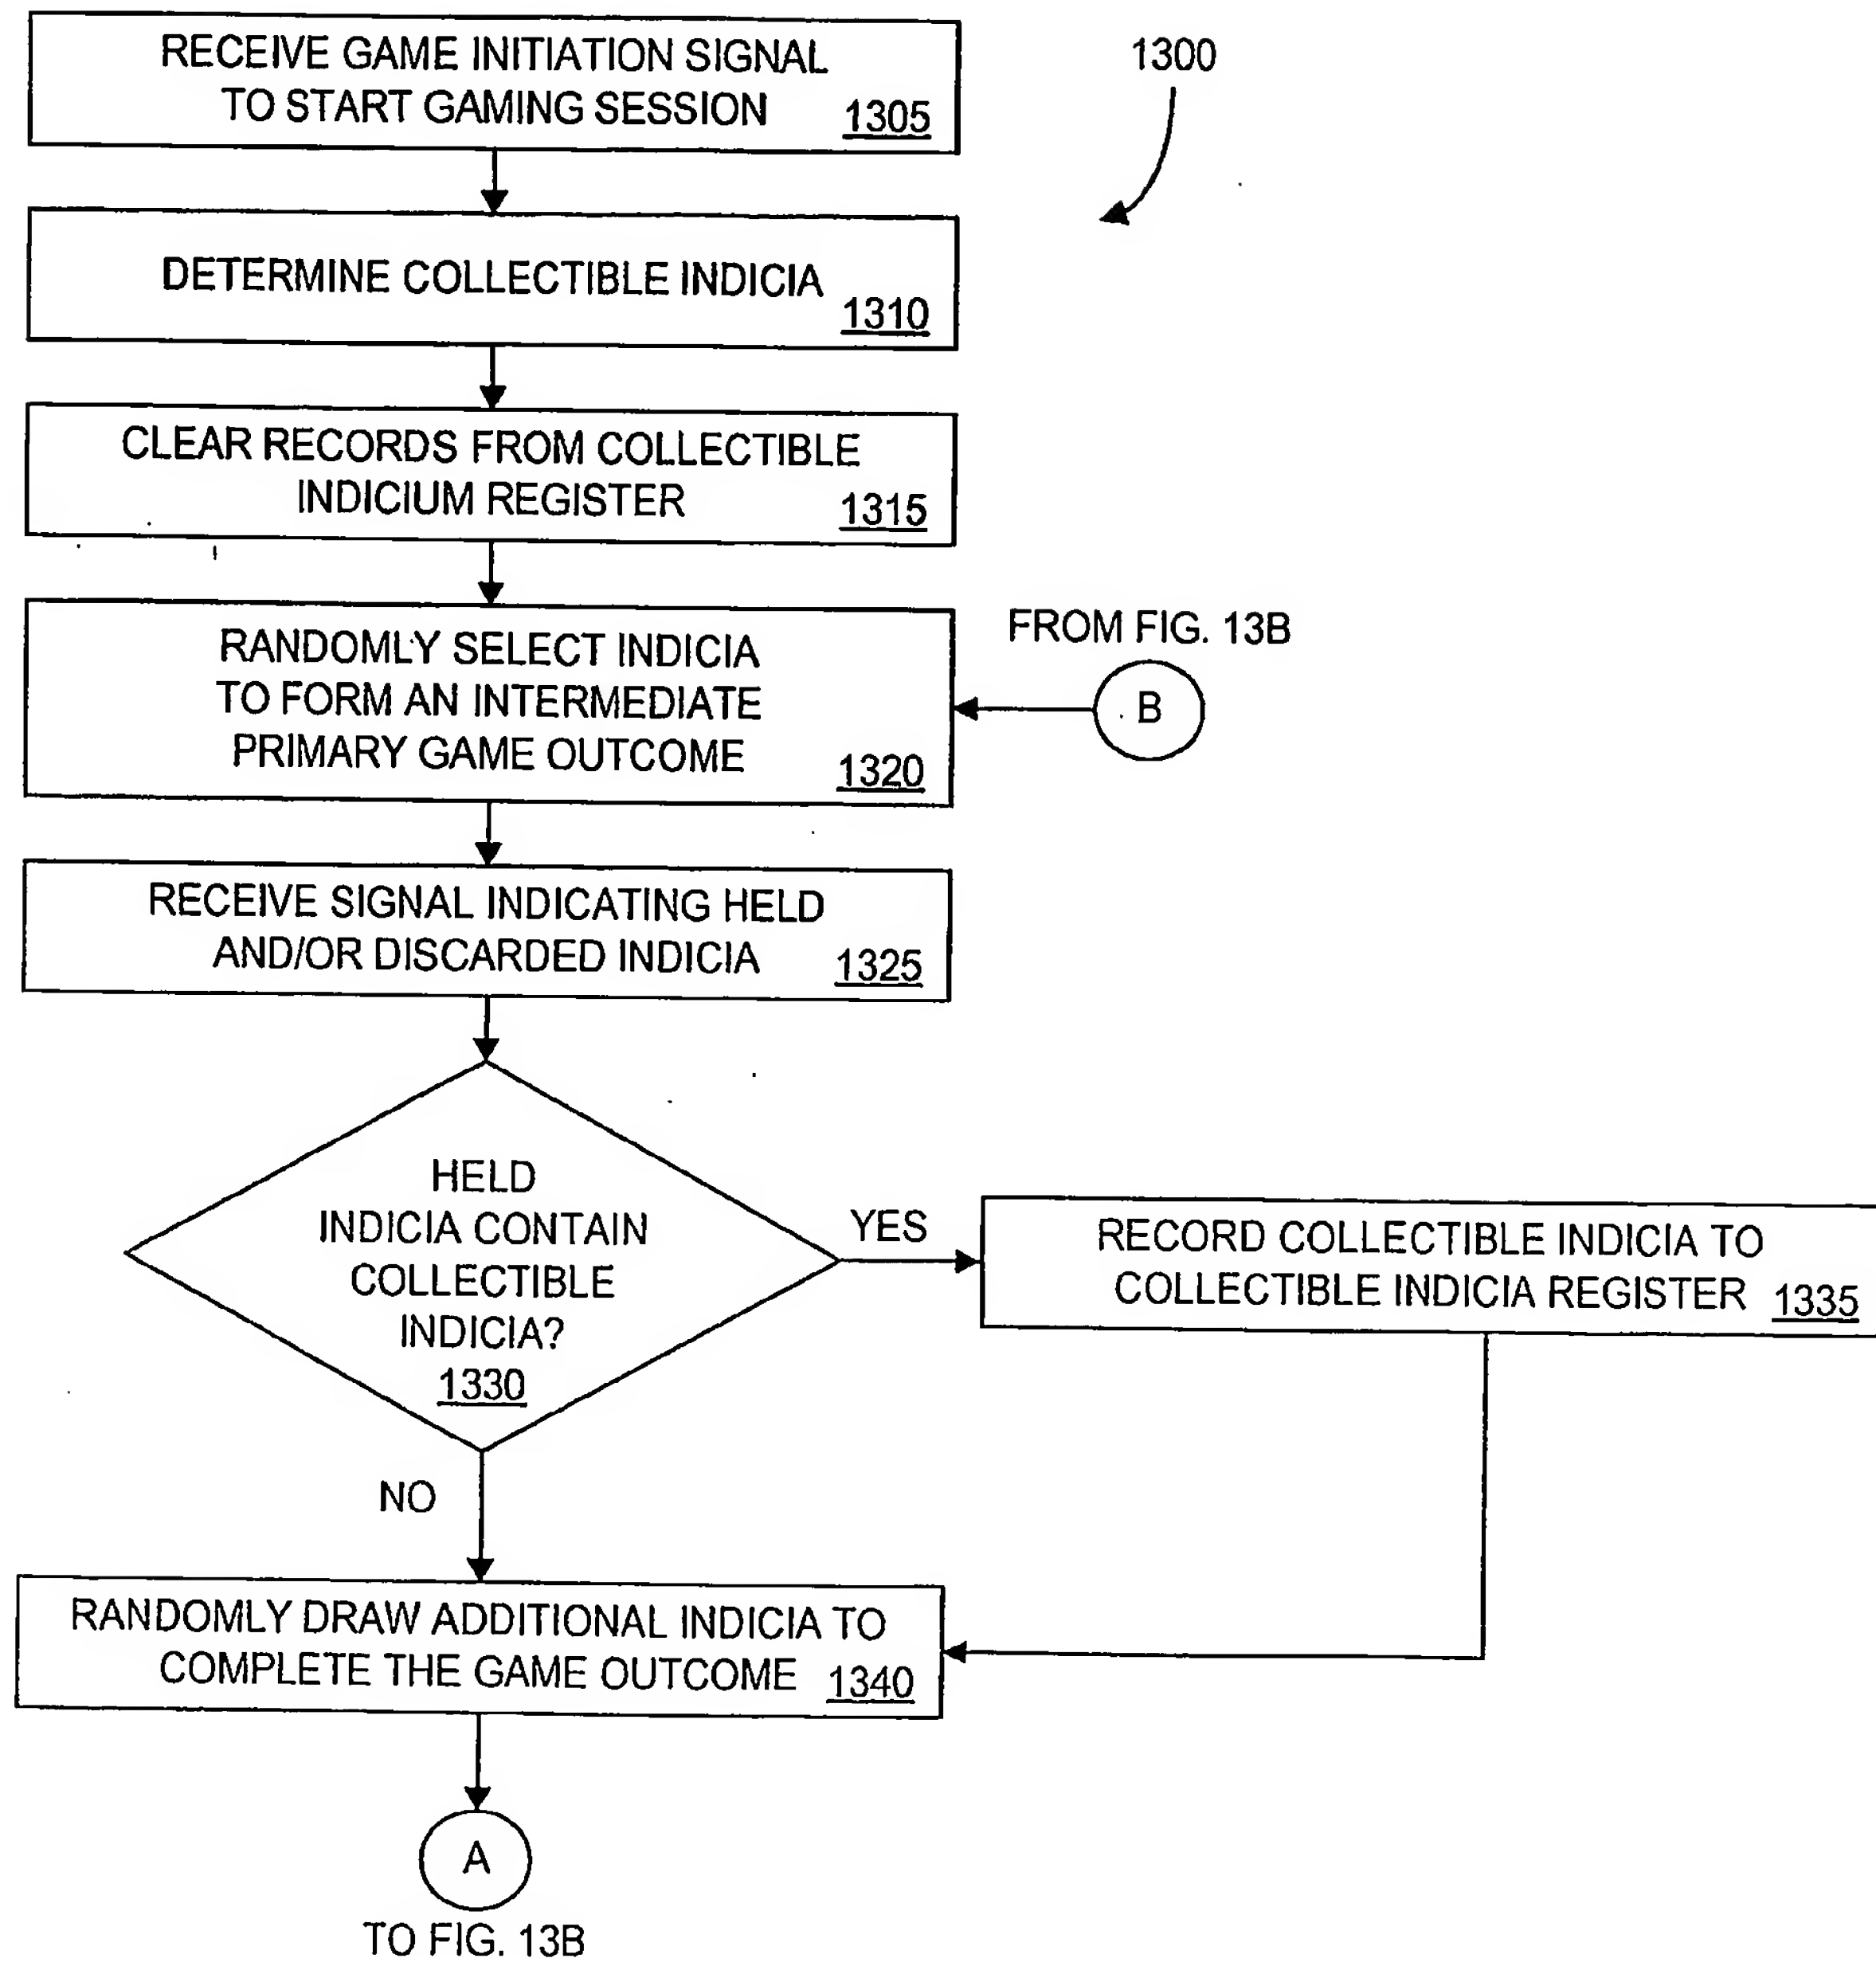 RECEIVE GAME INITIATION SIGNAL
TO START GAMING SESSION 1305
1300
DETERMINE COLLECTIBLE INDICIA
1310
CLEAR RECORDS FROM COLLECTIBLE
INDICIUM REGISTER 1315
RANDOMLY SELECT INDICIA
TO FORM AN INTERMEDIATE
PRIMARY GAME OUTCOME 1320
FROM FIG. 13B
B
RECEIVE SIGNAL INDICATING HELD
AND/OR DISCARDED INDICIA 1325
HELD
INDICIA CONTAIN
COLLECTIBLE
INDICIA?
1330
YES
RECORD COLLECTIBLE INDICIA TO
COLLECTIBLE INDICIA REGISTER 1335
NO
RANDOMLY DRAW ADDITIONAL INDICIA TO
COMPLETE THE GAME OUTCOME 1340
A
TO FIG. 13B